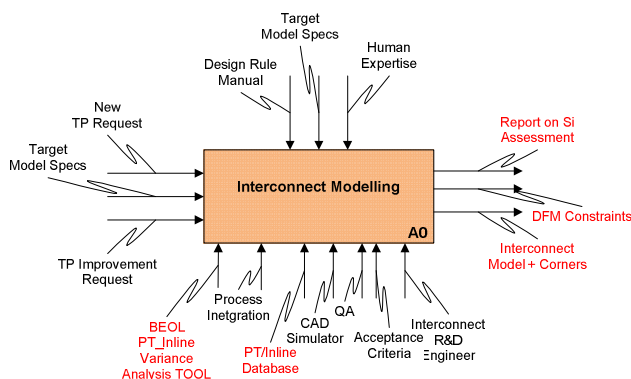 Target
Model Specs
Human
Expertise
Design Rule
Manual
New
TP Request
Target
Model Specs
TP Improvement
Request
Interconnect Modelling
A0
Report on Si
Assessment
DFM Constraints
Interconnect
Model + Corners
BEOL
PT_Inline
Variance
Analysis TOOL
Process
Inetgration
PT/Inline
Database
CAD
Simulator
QA
Acceptance
Criteria
Interconnect
R&D
Engineer